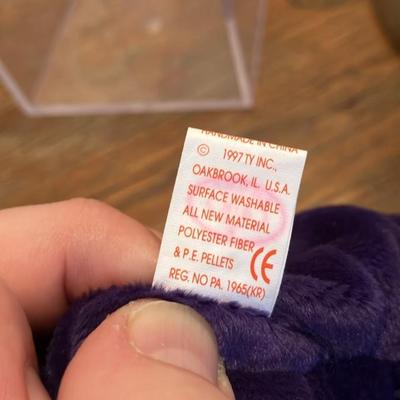 HANDMADE IN CHINA
© 1997 TY INC.,
OAKBROOK, IL. U.S.A.
SURFACE WASHABLE
ALL NEW MATERIAL
POLYESTER FIBER
& P.E. PELLETS CE
REG. NO PA. 1965(KR)